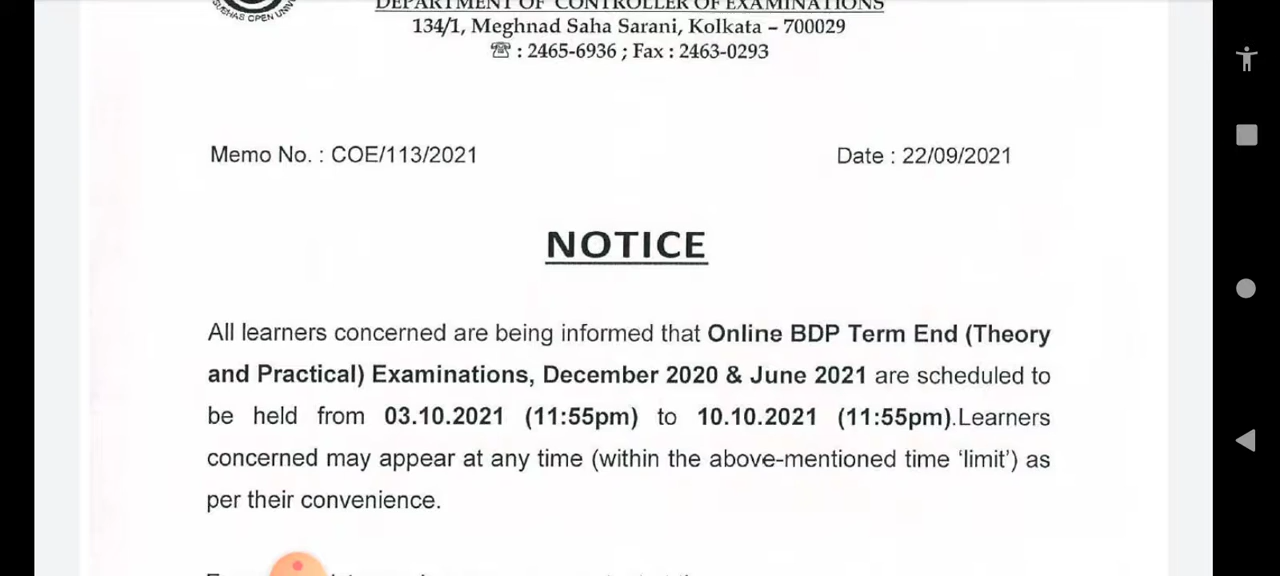 SUBHAS OPEN UNIV
DEPARTMENT OF CONTROLLER OF EXAMINATIONS
134/1, Meghnad Saha Sarani, Kolkata – 700029
☎ : 2465-6936 ; Fax : 2463-0293
Memo No. : COE/113/2021
Date : 22/09/2021
NOTICE
All learners concerned are being informed that Online BDP Term End (Theory
and Practical) Examinations, December 2020 & June 2021 are scheduled to
be held from 03.10.2021 (11:55pm) to 10.10.2021 (11:55pm).Learners
concerned may appear at any time (within the above-mentioned time ‘limit’) as
per their convenience.